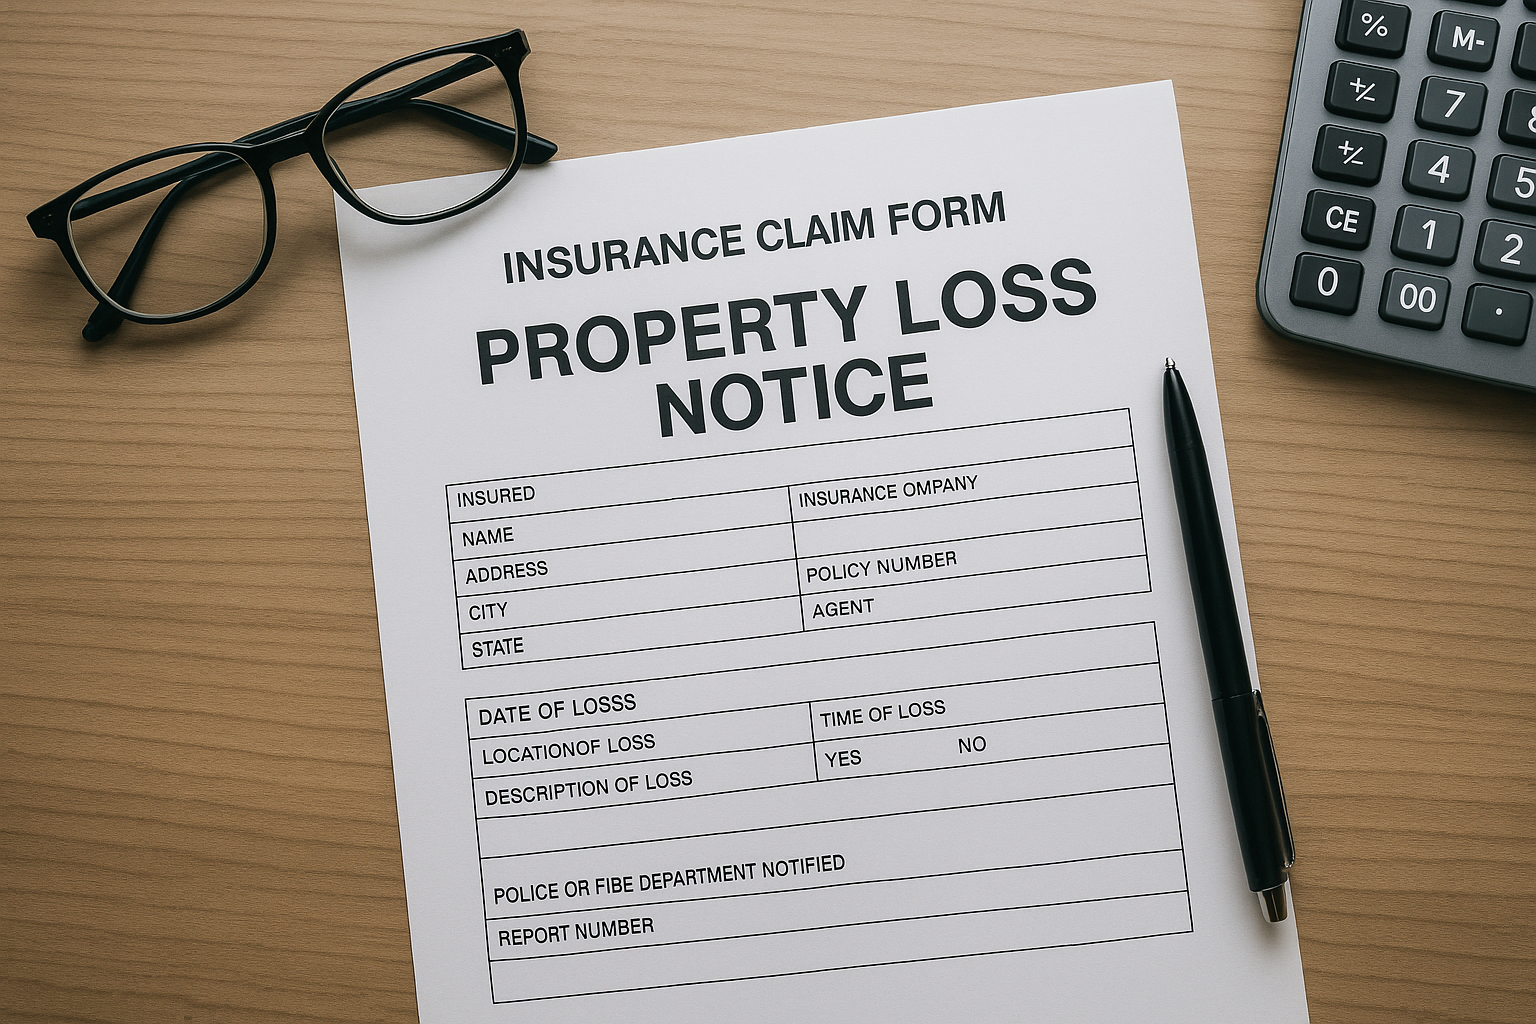 INSURANCE CLAIM FORM
PROPERTY LOSS
NOTICE
INSURED
INSURANCE OMPANY
NAME
ADDRESS
POLICY NUMBER
CITY
AGENT
STATE
DATE OF LOSSS
TIME OF LOSS
LOCATIONOF LOSS
YES NO
DESCRIPTION OF LOSS
POLICE OR FIBE DEPARTMENT NOTIFIED
REPORT NUMBER
% M-
+/- 7 8
+/- 4 5
CE 1 2
0 00 .